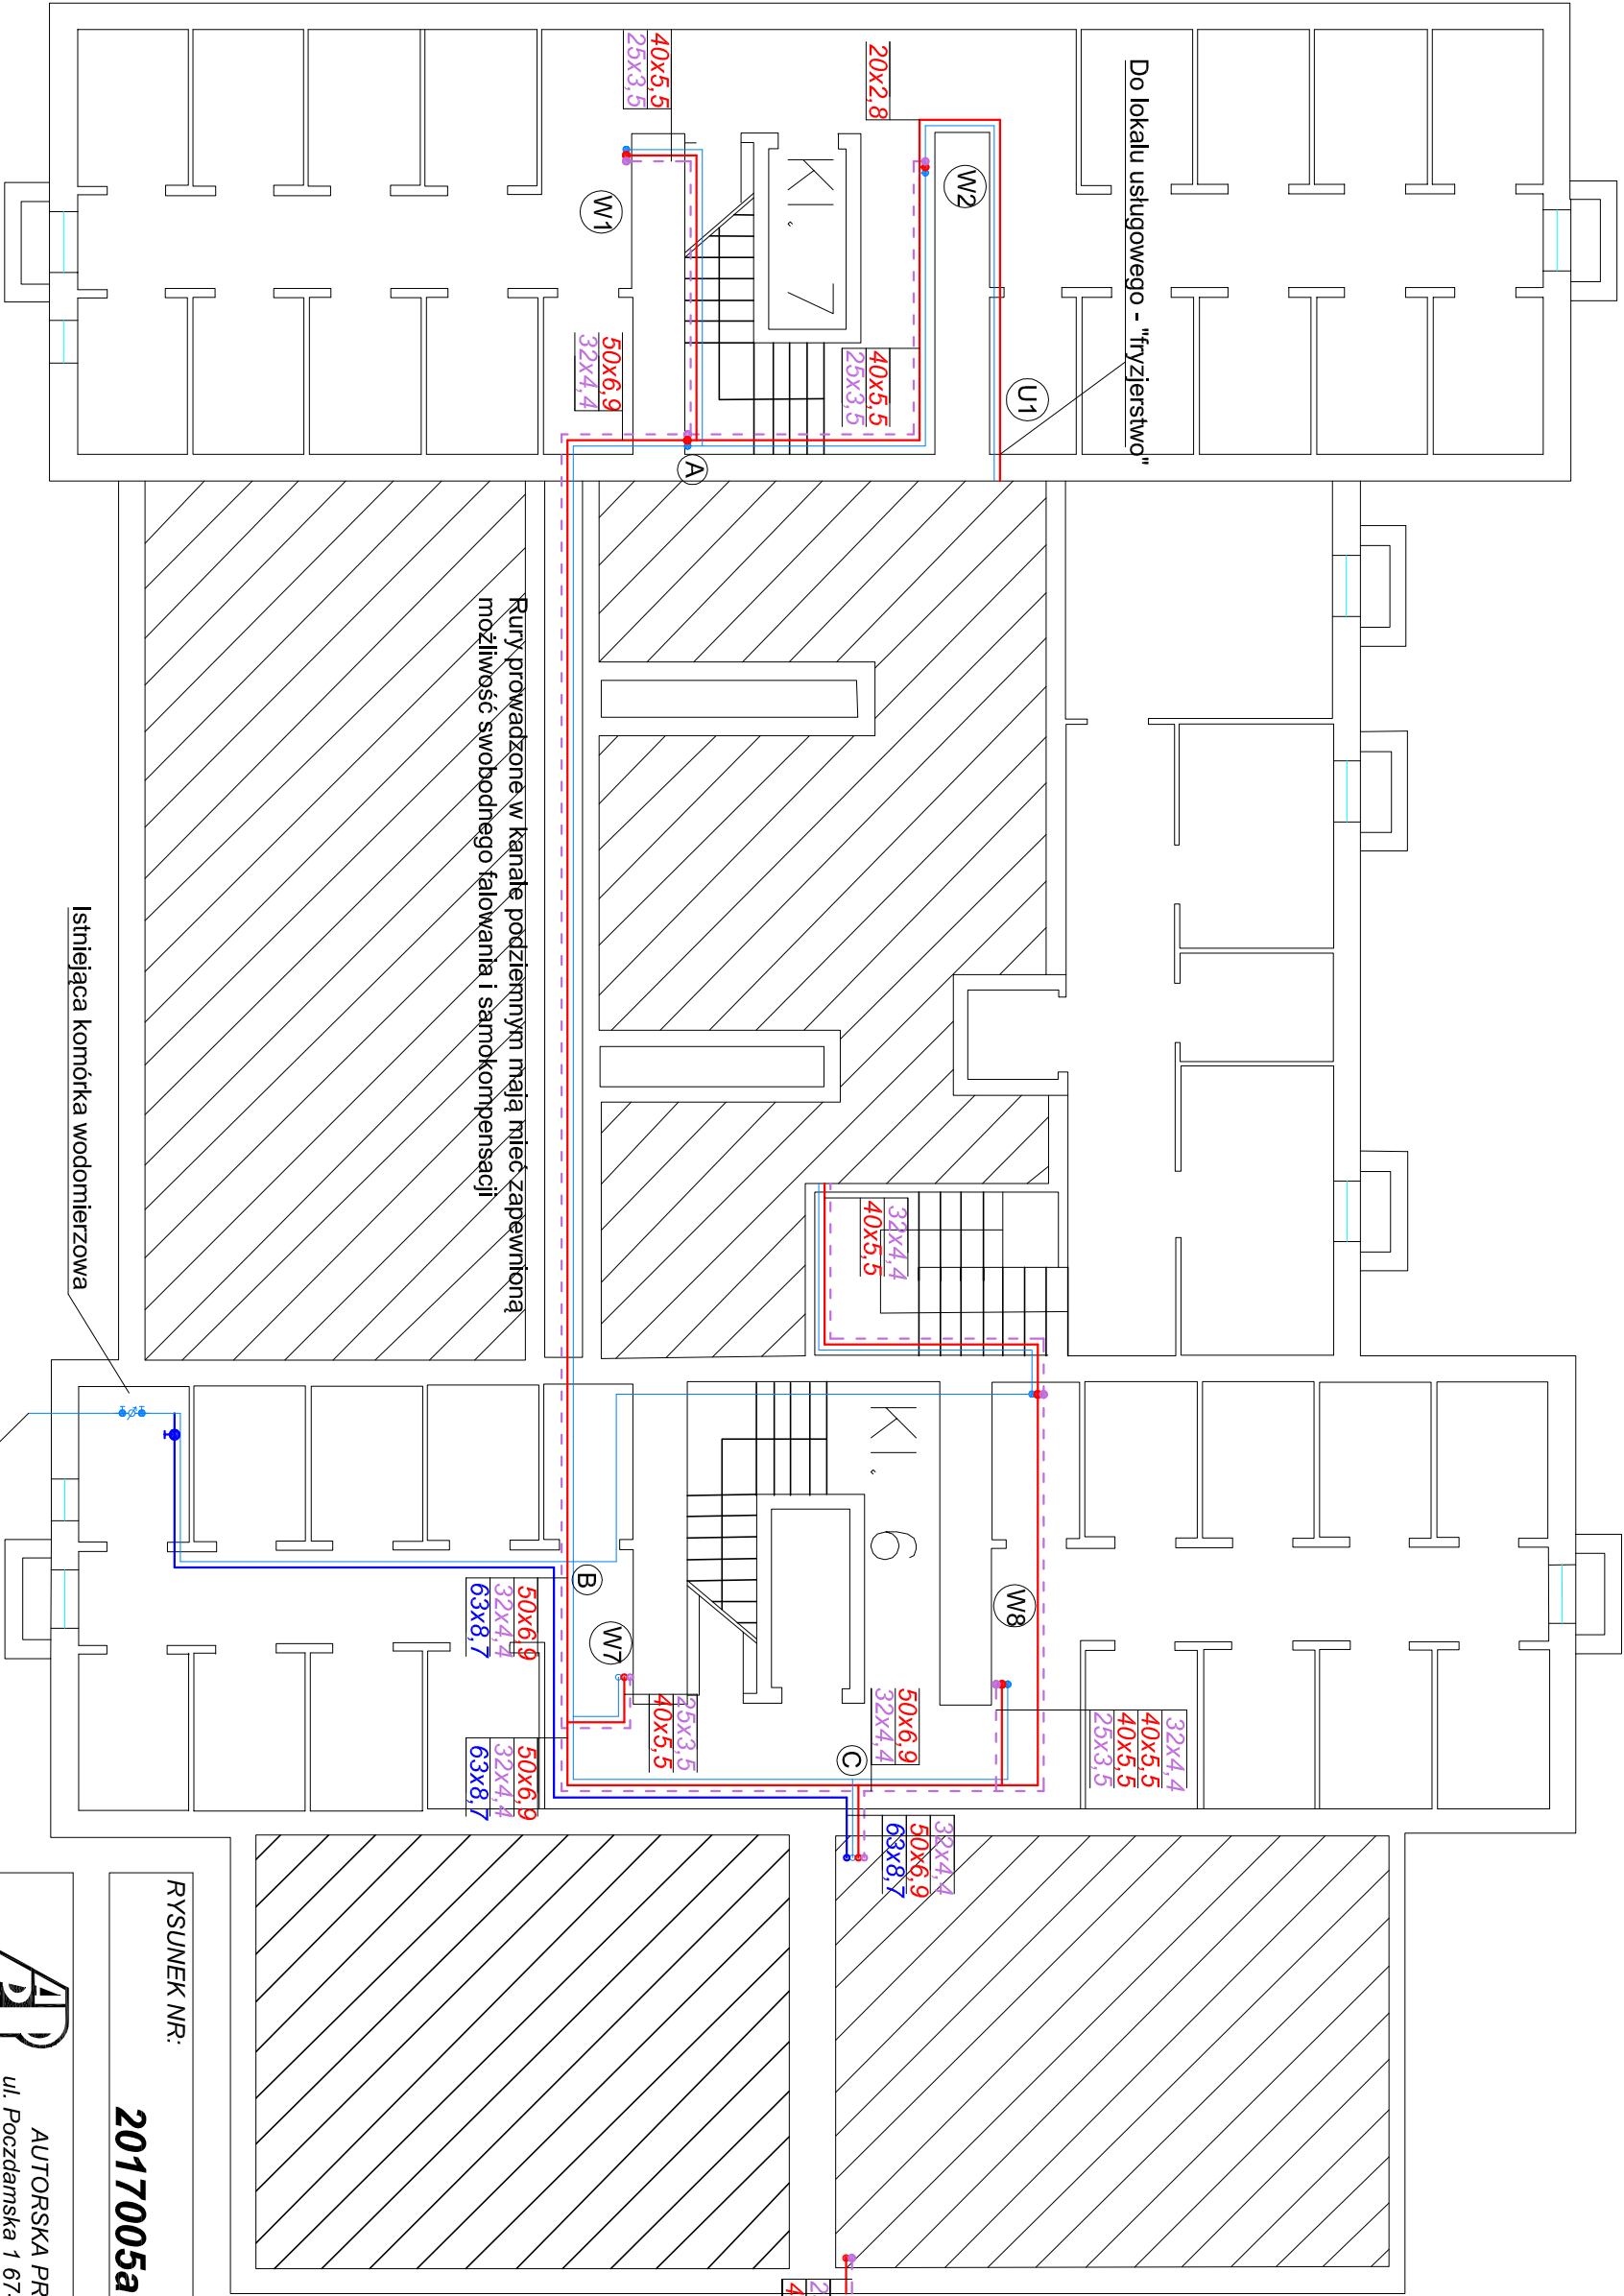 Do lokalu usługowego - "fryzjerstwo"
20x2,8
40x5,5
25x3,5
W2
Kl. 7
W1
U1
40x5,5
25x3,5
50x6,9
32x4,4
A
Rury prowadzone w kanale podziemnym mają mieć zapewnioną
możliwość swobodnego falowania i samokompensacji
Istniejąca komórka wodomierzowa
32x4,4
40x5,5
Kl. 6
B
W8
W7
50x6,9
32x4,4
63x8,7
32x4,4
40x5,5
40x5,5
25x3,5
50x6,9
32x4,4
25x3,5
40x5,5
C
50x6,9
32x4,4
63x8,7
32x4,4
50x6,9
63x8,7
RYSUNEK NR:
2017005a
AUTORSKA PR
ul. Poczdamska 1 67-